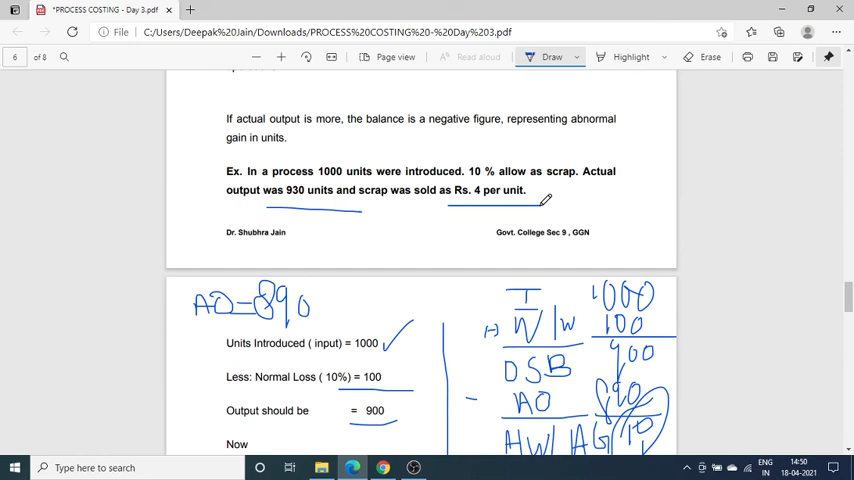 *PROCESS COSTING - Day 3.pdf
File C:/Users/Deepak%20Jain/Downloads/PROCESS%20COSTING%20-%20Day%203.pdf
6 of 8 Page view Read aloud Draw Highlight Erase
If actual output is more, the balance is a negative figure, representing abnormal
gain in units.
Ex. In a process 1000 units were introduced. 10 % allow as scrap. Actual
output was 930 units and scrap was sold as Rs. 4 per unit.
Dr. Shubhra Jain Govt. College Sec 9 , GGN
AO = 890
Units Introduced ( input) = 1000
Less: Normal Loss ( 10%) = 100
Output should be = 900
Now
I 1000
(-) N/W 100
OSB 900
- AO 890
AW/AG 10
Type here to search
ENG
IN
14:50
18-04-2021